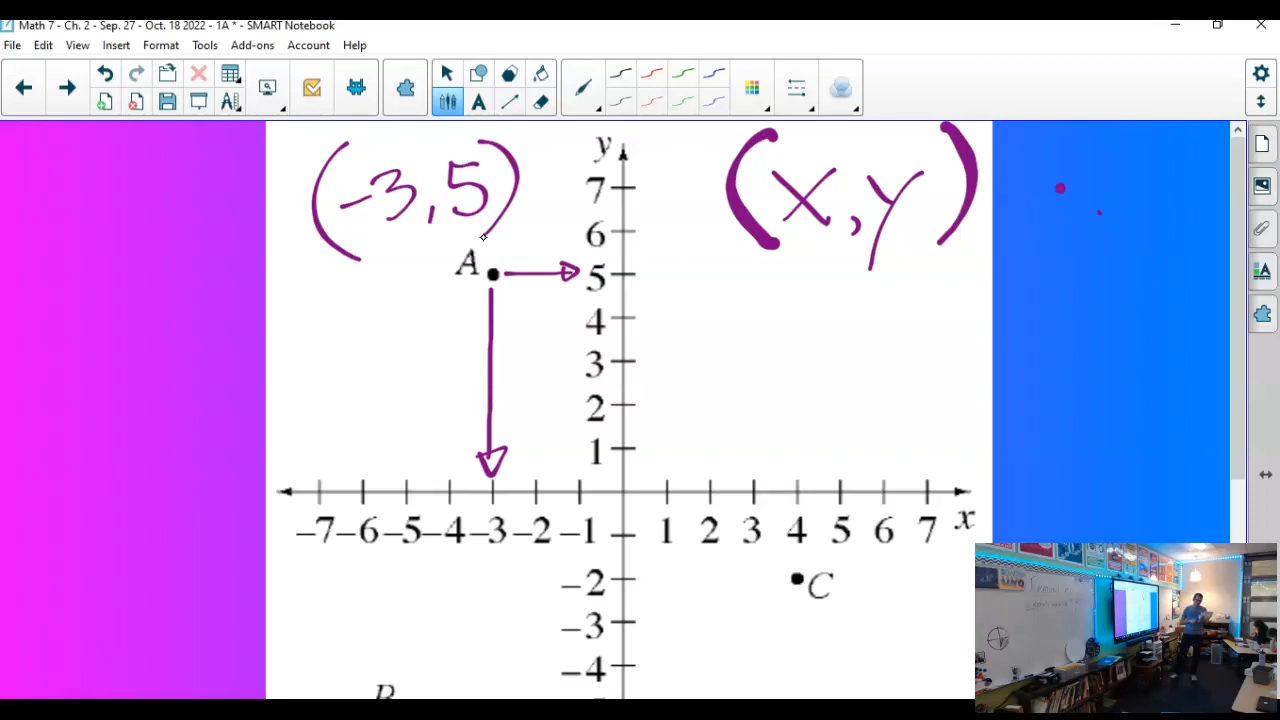 Math 7 - Ch. 2 - Sep. 27 - Oct. 18 2022 - 1A * - SMART Notebook
File Edit View Insert Format Tools Add-ons Account Help
(-3,5)
(x,y)
y
7
6
A
5
4
3
2
1
-7 -6 -5 -4 -3 -2 -1 1 2 3 4 5 6 7 x
-2
C
-3
-4